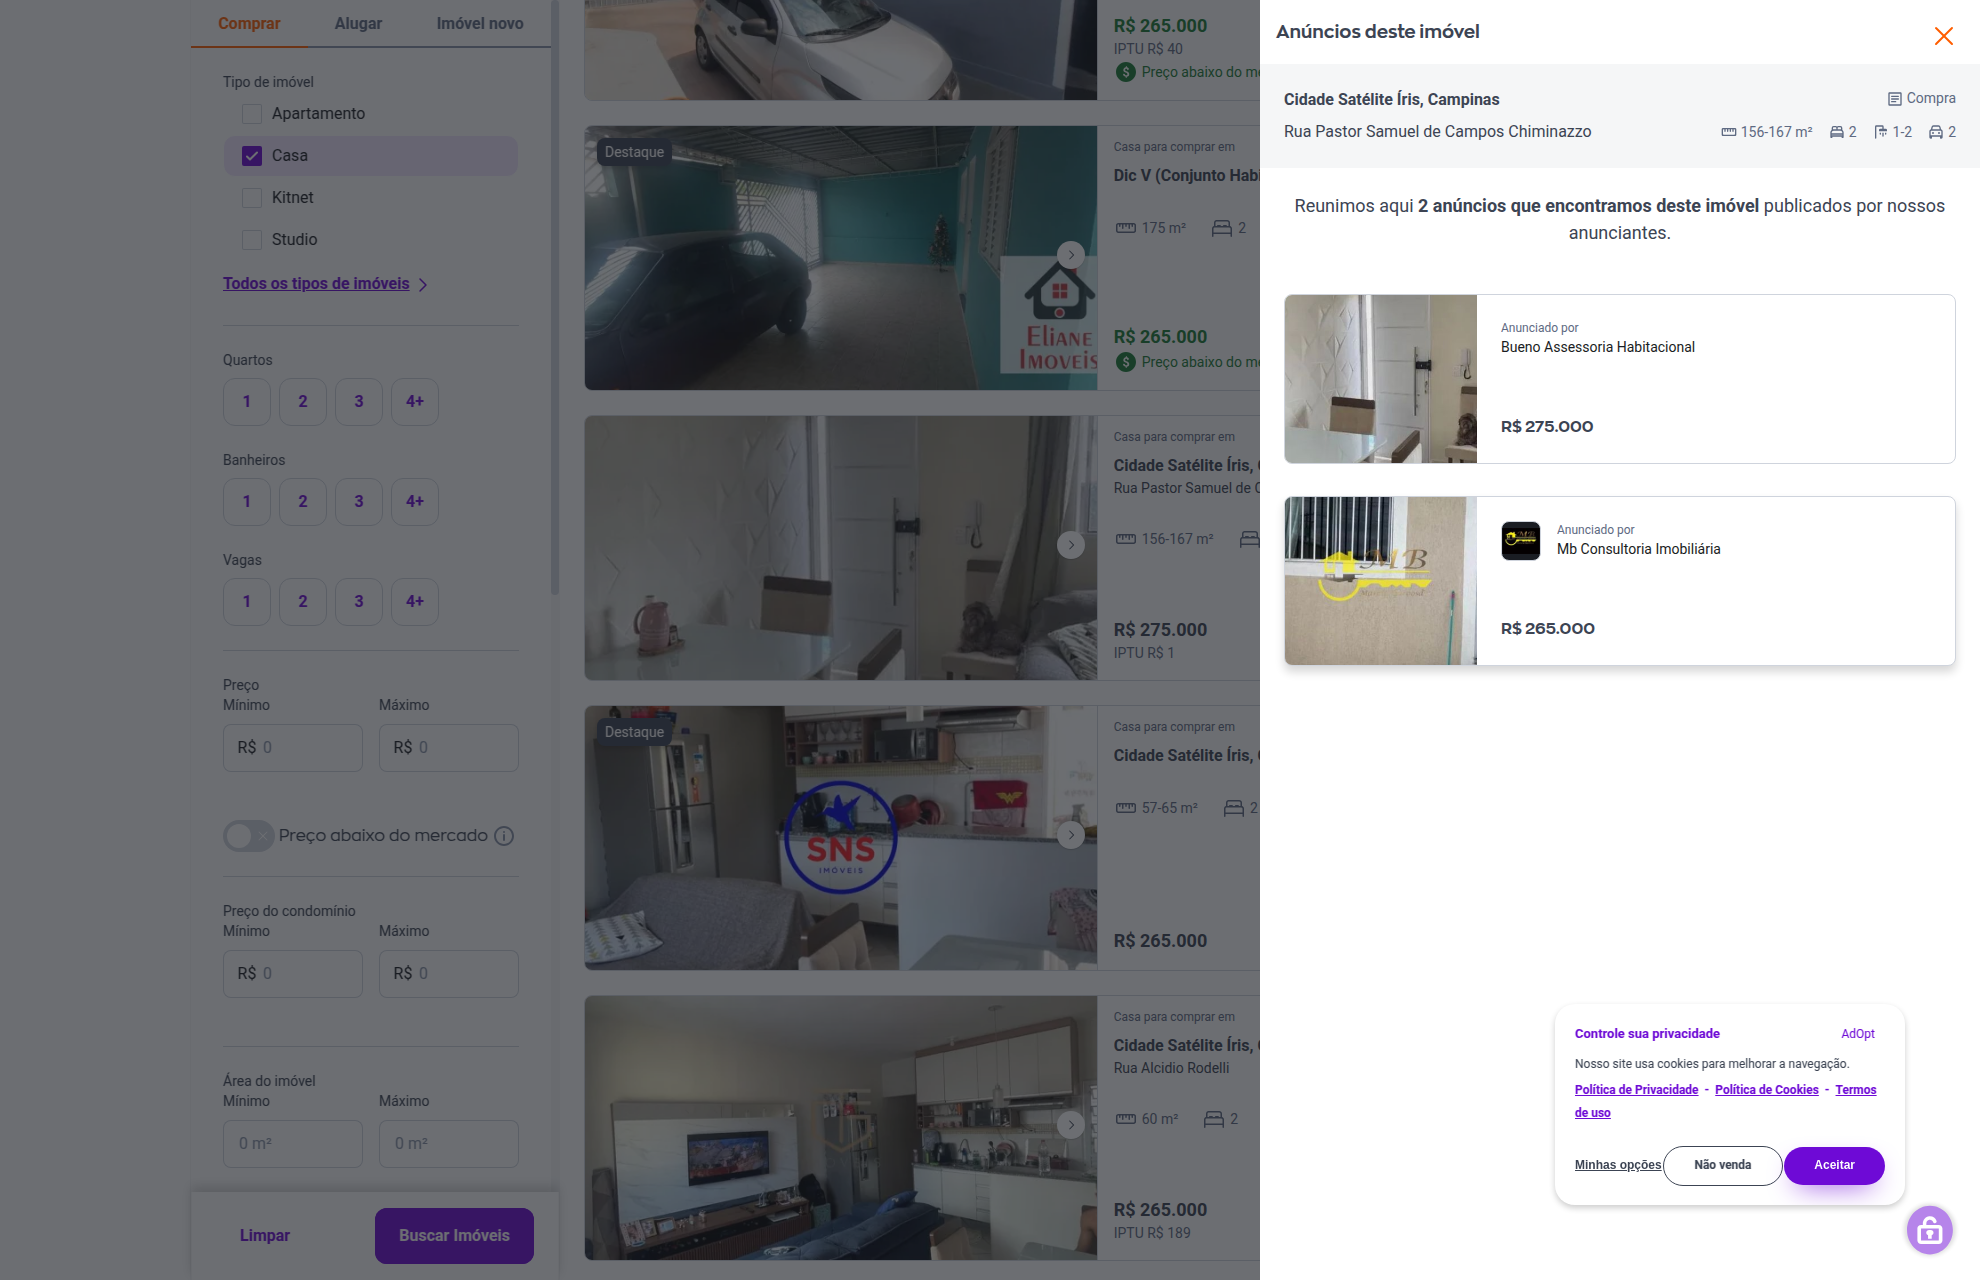 Comprar
Alugar
Imóvel novo
Tipo de imóvel
Apartamento
Casa
Kitnet
Studio
Todos os tipos de imóveis
Quartos
1
2
3
4+
Banheiros
1
2
3
4+
Vagas
1
2
3
4+
Preço
Mínimo
Máximo
R$ 0
R$ 0
Preço abaixo do mercado
Preço do condomínio
Mínimo
Máximo
R$ 0
R$ 0
Área do imóvel
Mínimo
Máximo
0 m²
0 m²
Limpar
Buscar Imóveis
R$ 265.000
IPTU R$ 40
Preço abaixo do me
Destaque
ELIANE
IMOVEIS
Casa para comprar em
Dic V (Conjunto Habi
175 m²
2
R$ 265.000
Preço abaixo do me
Casa para comprar em
Cidade Satélite Íris,
Rua Pastor Samuel de C
156-167 m²
R$ 275.000
IPTU R$ 1
Destaque
SNS
IMÓVEIS
Casa para comprar em
Cidade Satélite Íris,
57-65 m²
2
R$ 265.000
Casa para comprar em
Cidade Satélite Íris,
Rua Alcidio Rodelli
60 m²
2
R$ 265.000
IPTU R$ 189
Anúncios deste imóvel
Cidade Satélite Íris, Campinas
Compra
Rua Pastor Samuel de Campos Chiminazzo
156-167 m²
2
1-2
2
Reunimos aqui 2 anúncios que encontramos deste imóvel publicados por nossos
anunciantes.
Anunciado por
Bueno Assessoria Habitacional
R$ 275.000
MB
Anunciado por
Mb Consultoria Imobiliária
R$ 265.000
Controle sua privacidade
AdOpt
Nosso site usa cookies para melhorar a navegação.
Política de Privacidade - Política de Cookies - Termos
de uso
Minhas opções
Não venda
Aceitar